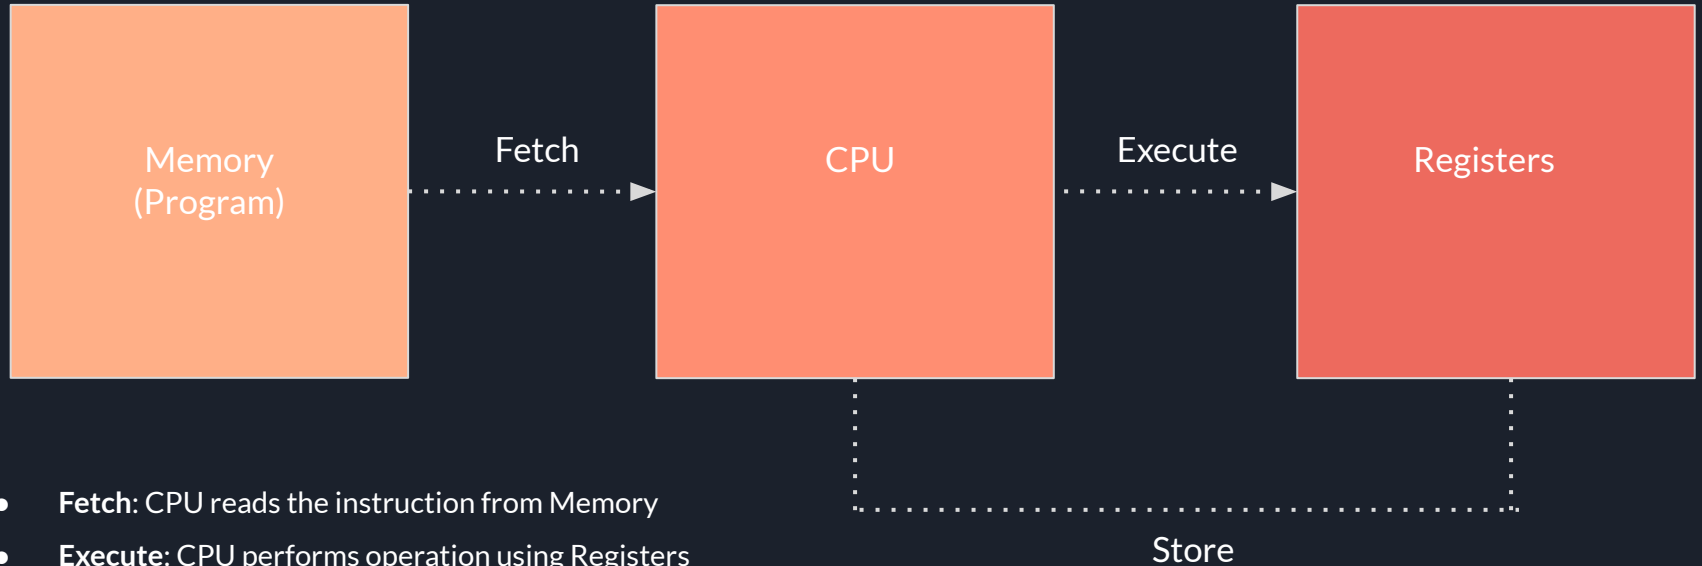 Memory
(Program)
Fetch
CPU
Execute
Registers
● Fetch: CPU reads the instruction from Memory
● Execute: CPU performs operation using Registers
Store